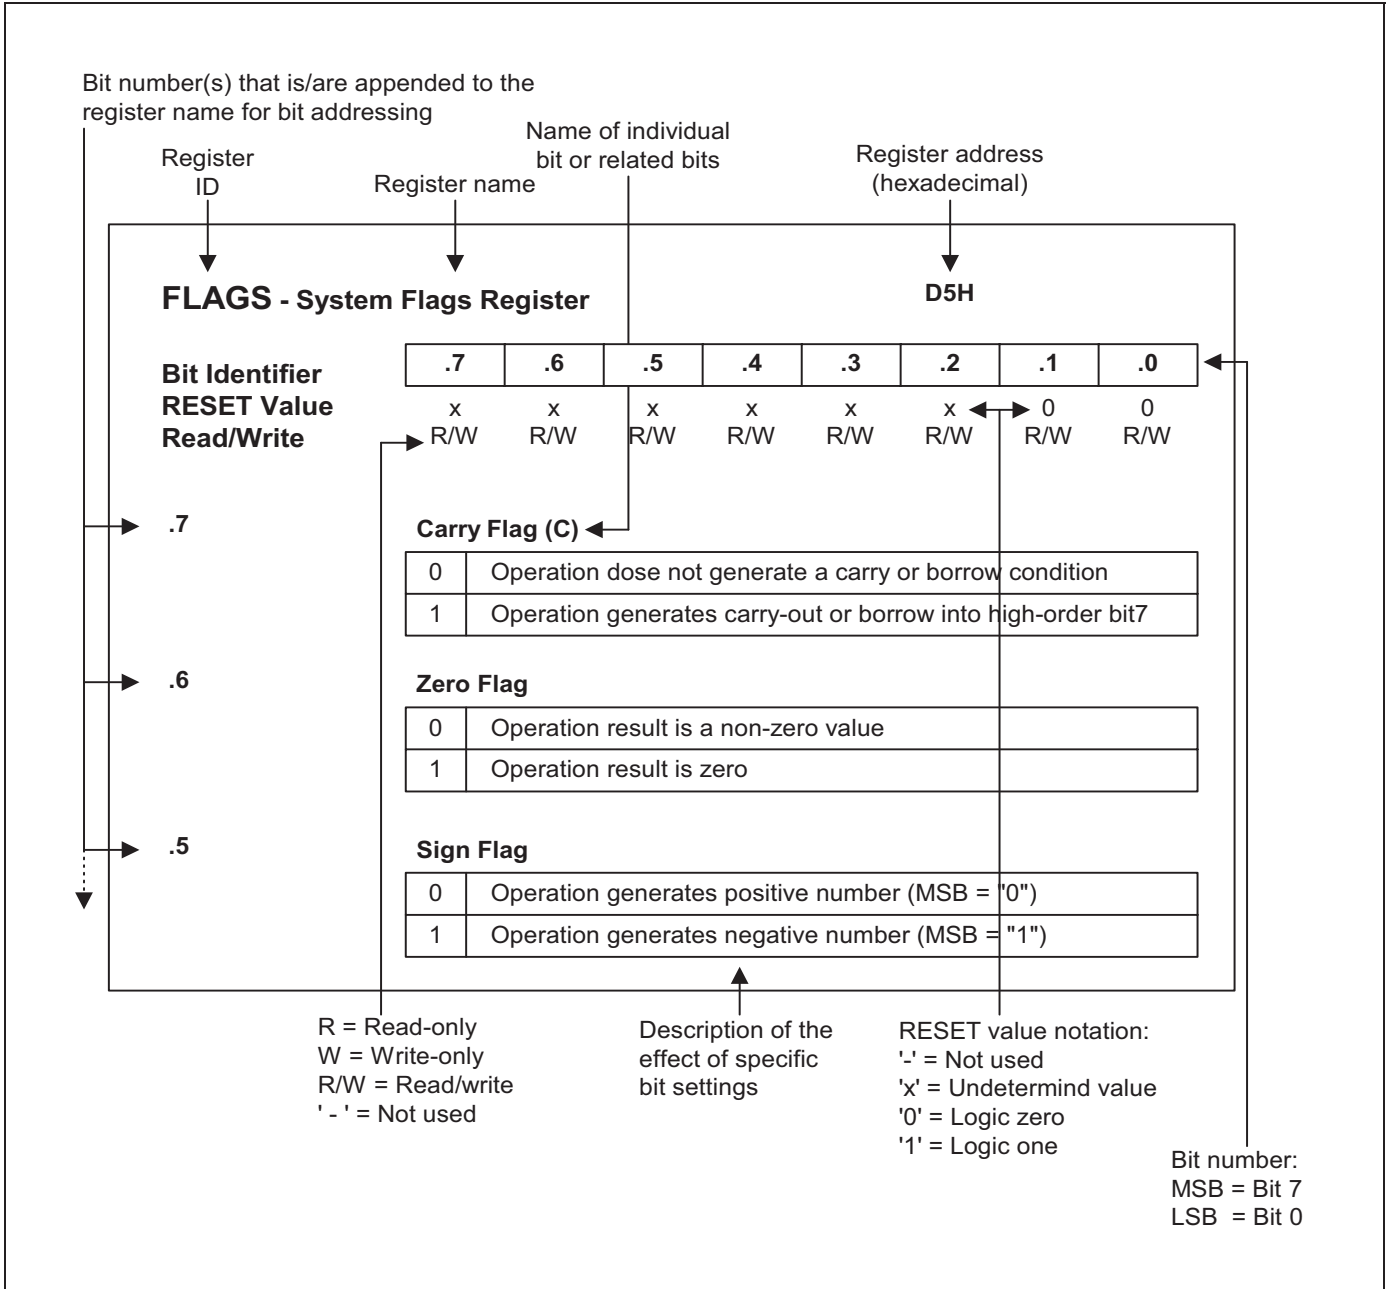 Bit number(s) that is/are appended to the
register name for bit addressing
Name of individual
bit or related bits
Register
ID
Register name
Register address
(hexadecimal)
FLAGS - System Flags Register
D5H
Bit Identifier
.7 .6 .5 .4 .3 .2 .1 .0
RESET Value
x x x x x x 0 0
Read/Write
R/W R/W R/W R/W R/W R/W R/W R/W
.7
Carry Flag (C)
0 Operation dose not generate a carry or borrow condition
1 Operation generates carry-out or borrow into high-order bit7
.6
Zero Flag
0 Operation result is a non-zero value
1 Operation result is zero
.5
Sign Flag
0 Operation generates positive number (MSB = "0")
1 Operation generates negative number (MSB = "1")
R = Read-only
W = Write-only
R/W = Read/write
' - ' = Not used
Description of the
effect of specific
bit settings
RESET value notation:
'-' = Not used
'x' = Undetermind value
'0' = Logic zero
'1' = Logic one
Bit number:
MSB = Bit 7
LSB = Bit 0